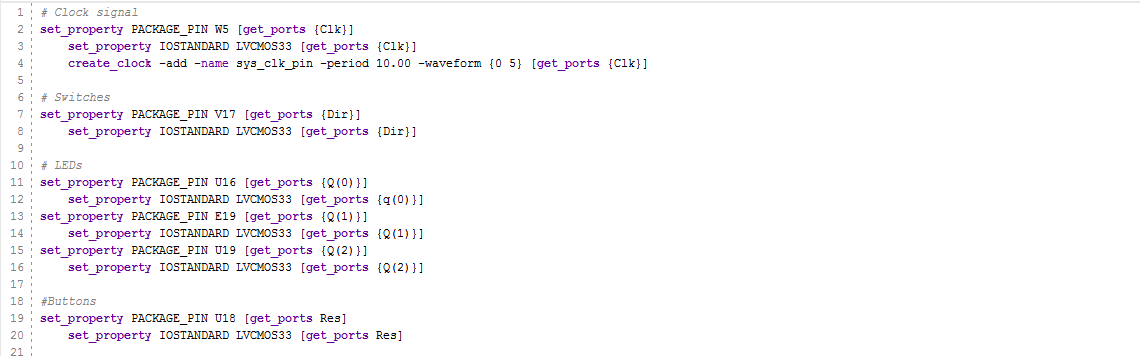 1 # Clock signal
2 set_property PACKAGE_PIN W5 [get_ports {Clk}]
3 set_property IOSTANDARD LVCMOS33 [get_ports {Clk}]
4 create_clock -add -name sys_clk_pin -period 10.00 -waveform {0 5} [get_ports {Clk}]
5
6 # Switches
7 set_property PACKAGE_PIN V17 [get_ports {Dir}]
8 set_property IOSTANDARD LVCMOS33 [get_ports {Dir}]
9
10 # LEDs
11 set_property PACKAGE_PIN U16 [get_ports {Q(0)}]
12 set_property IOSTANDARD LVCMOS33 [get_ports {q(0)}]
13 set_property PACKAGE_PIN E19 [get_ports {Q(1)}]
14 set_property IOSTANDARD LVCMOS33 [get_ports {Q(1)}]
15 set_property PACKAGE_PIN U19 [get_ports {Q(2)}]
16 set_property IOSTANDARD LVCMOS33 [get_ports {Q(2)}]
17
18 #Buttons
19 set_property PACKAGE_PIN U18 [get_ports Res]
20 set_property IOSTANDARD LVCMOS33 [get_ports Res]
21